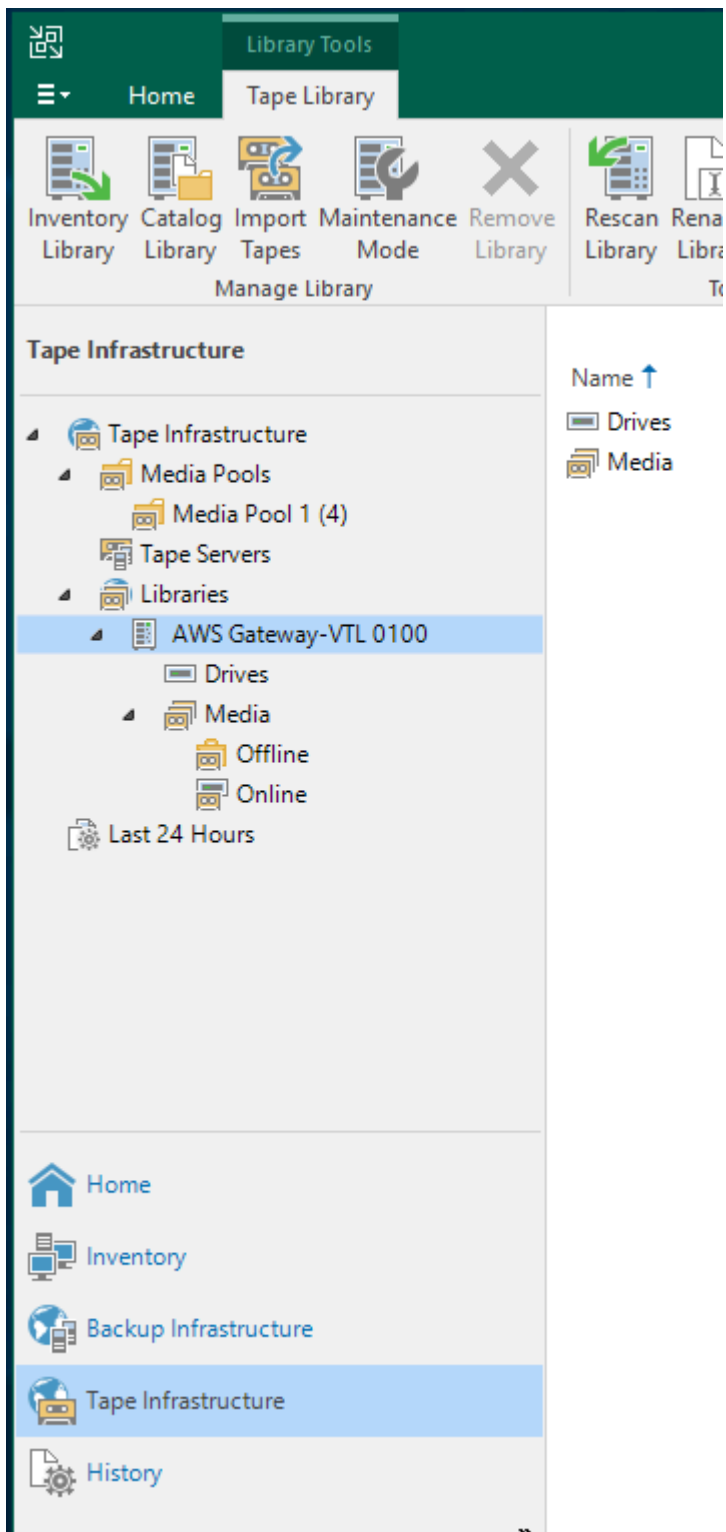 Library Tools
Home
Tape Library
Inventory Library
Catalog Library
Import Tapes
Maintenance Mode
Remove Library
Rescan Library
Manage Library
Tape Infrastructure
Name
Tape Infrastructure
Drives
Media Pools
Media
Media Pool 1 (4)
Tape Servers
Libraries
AWS Gateway-VTL 0100
Drives
Media
Offline
Online
Last 24 Hours
Home
Inventory
Backup Infrastructure
Tape Infrastructure
History
»